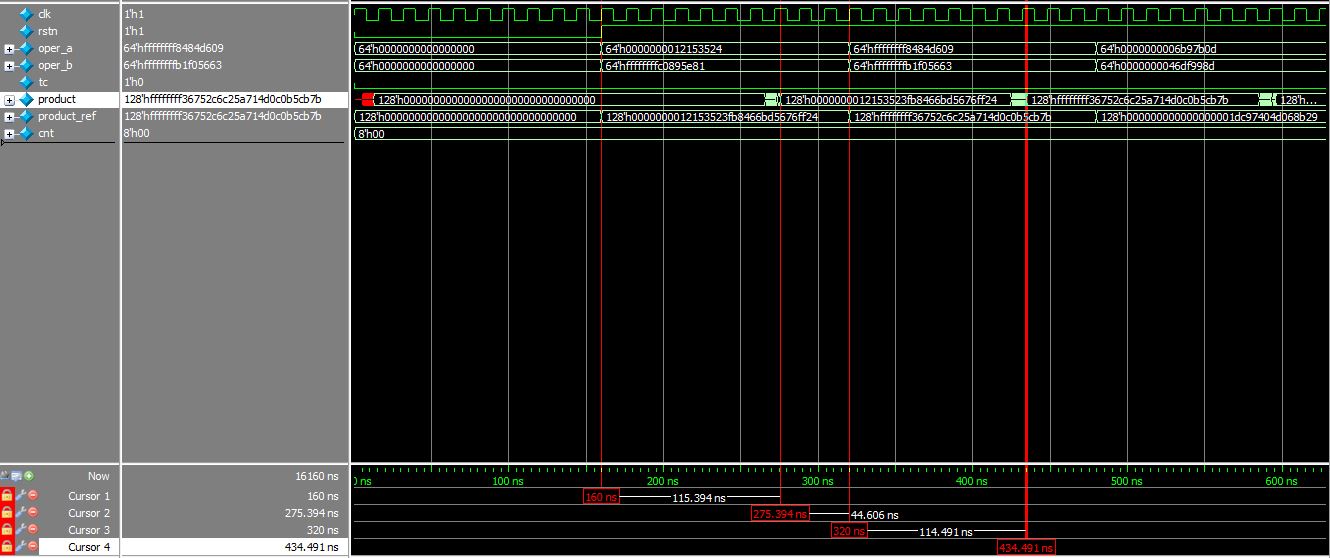 clk 1'h1
rstn 1'h1
oper_a 64'hffffffff8484d609 64'h0000000000000000 64'h0000000012153524 64'hffffffff8484d609 64'h0000000006b97b0d
oper_b 64'hffffffffb1f05663 64'h0000000000000000 64'hffffffffc0895e81 64'hffffffffb1f05663 64'h0000000046df998d
tc 1'h0
product 128'hffffffff36752c6c25a714d0c0b5cb7b 128'h00000000000000000000000000000000 128'h0000000012153523fb8466bd5676ff24 128'hffffffff36752c6c25a714d0c0b5cb7b 128'h...
product_ref 128'hffffffff36752c6c25a714d0c0b5cb7b 128'h00000000000000000000000000000000 128'h0000000012153523fb8466bd5676ff24 128'hffffffff36752c6c25a714d0c0b5cb7b 128'h000000000000000001dc97404d068b29
cnt 8'h00 8'h00
Now 16160 ns 0 ns 100 ns 200 ns 300 ns 400 ns 500 ns 600 ns
Cursor 1 160 ns 160 ns 115.394 ns
Cursor 2 275.394 ns 275.394 ns 44.606 ns
Cursor 3 320 ns 320 ns 114.491 ns
Cursor 4 434.491 ns 434.491 ns